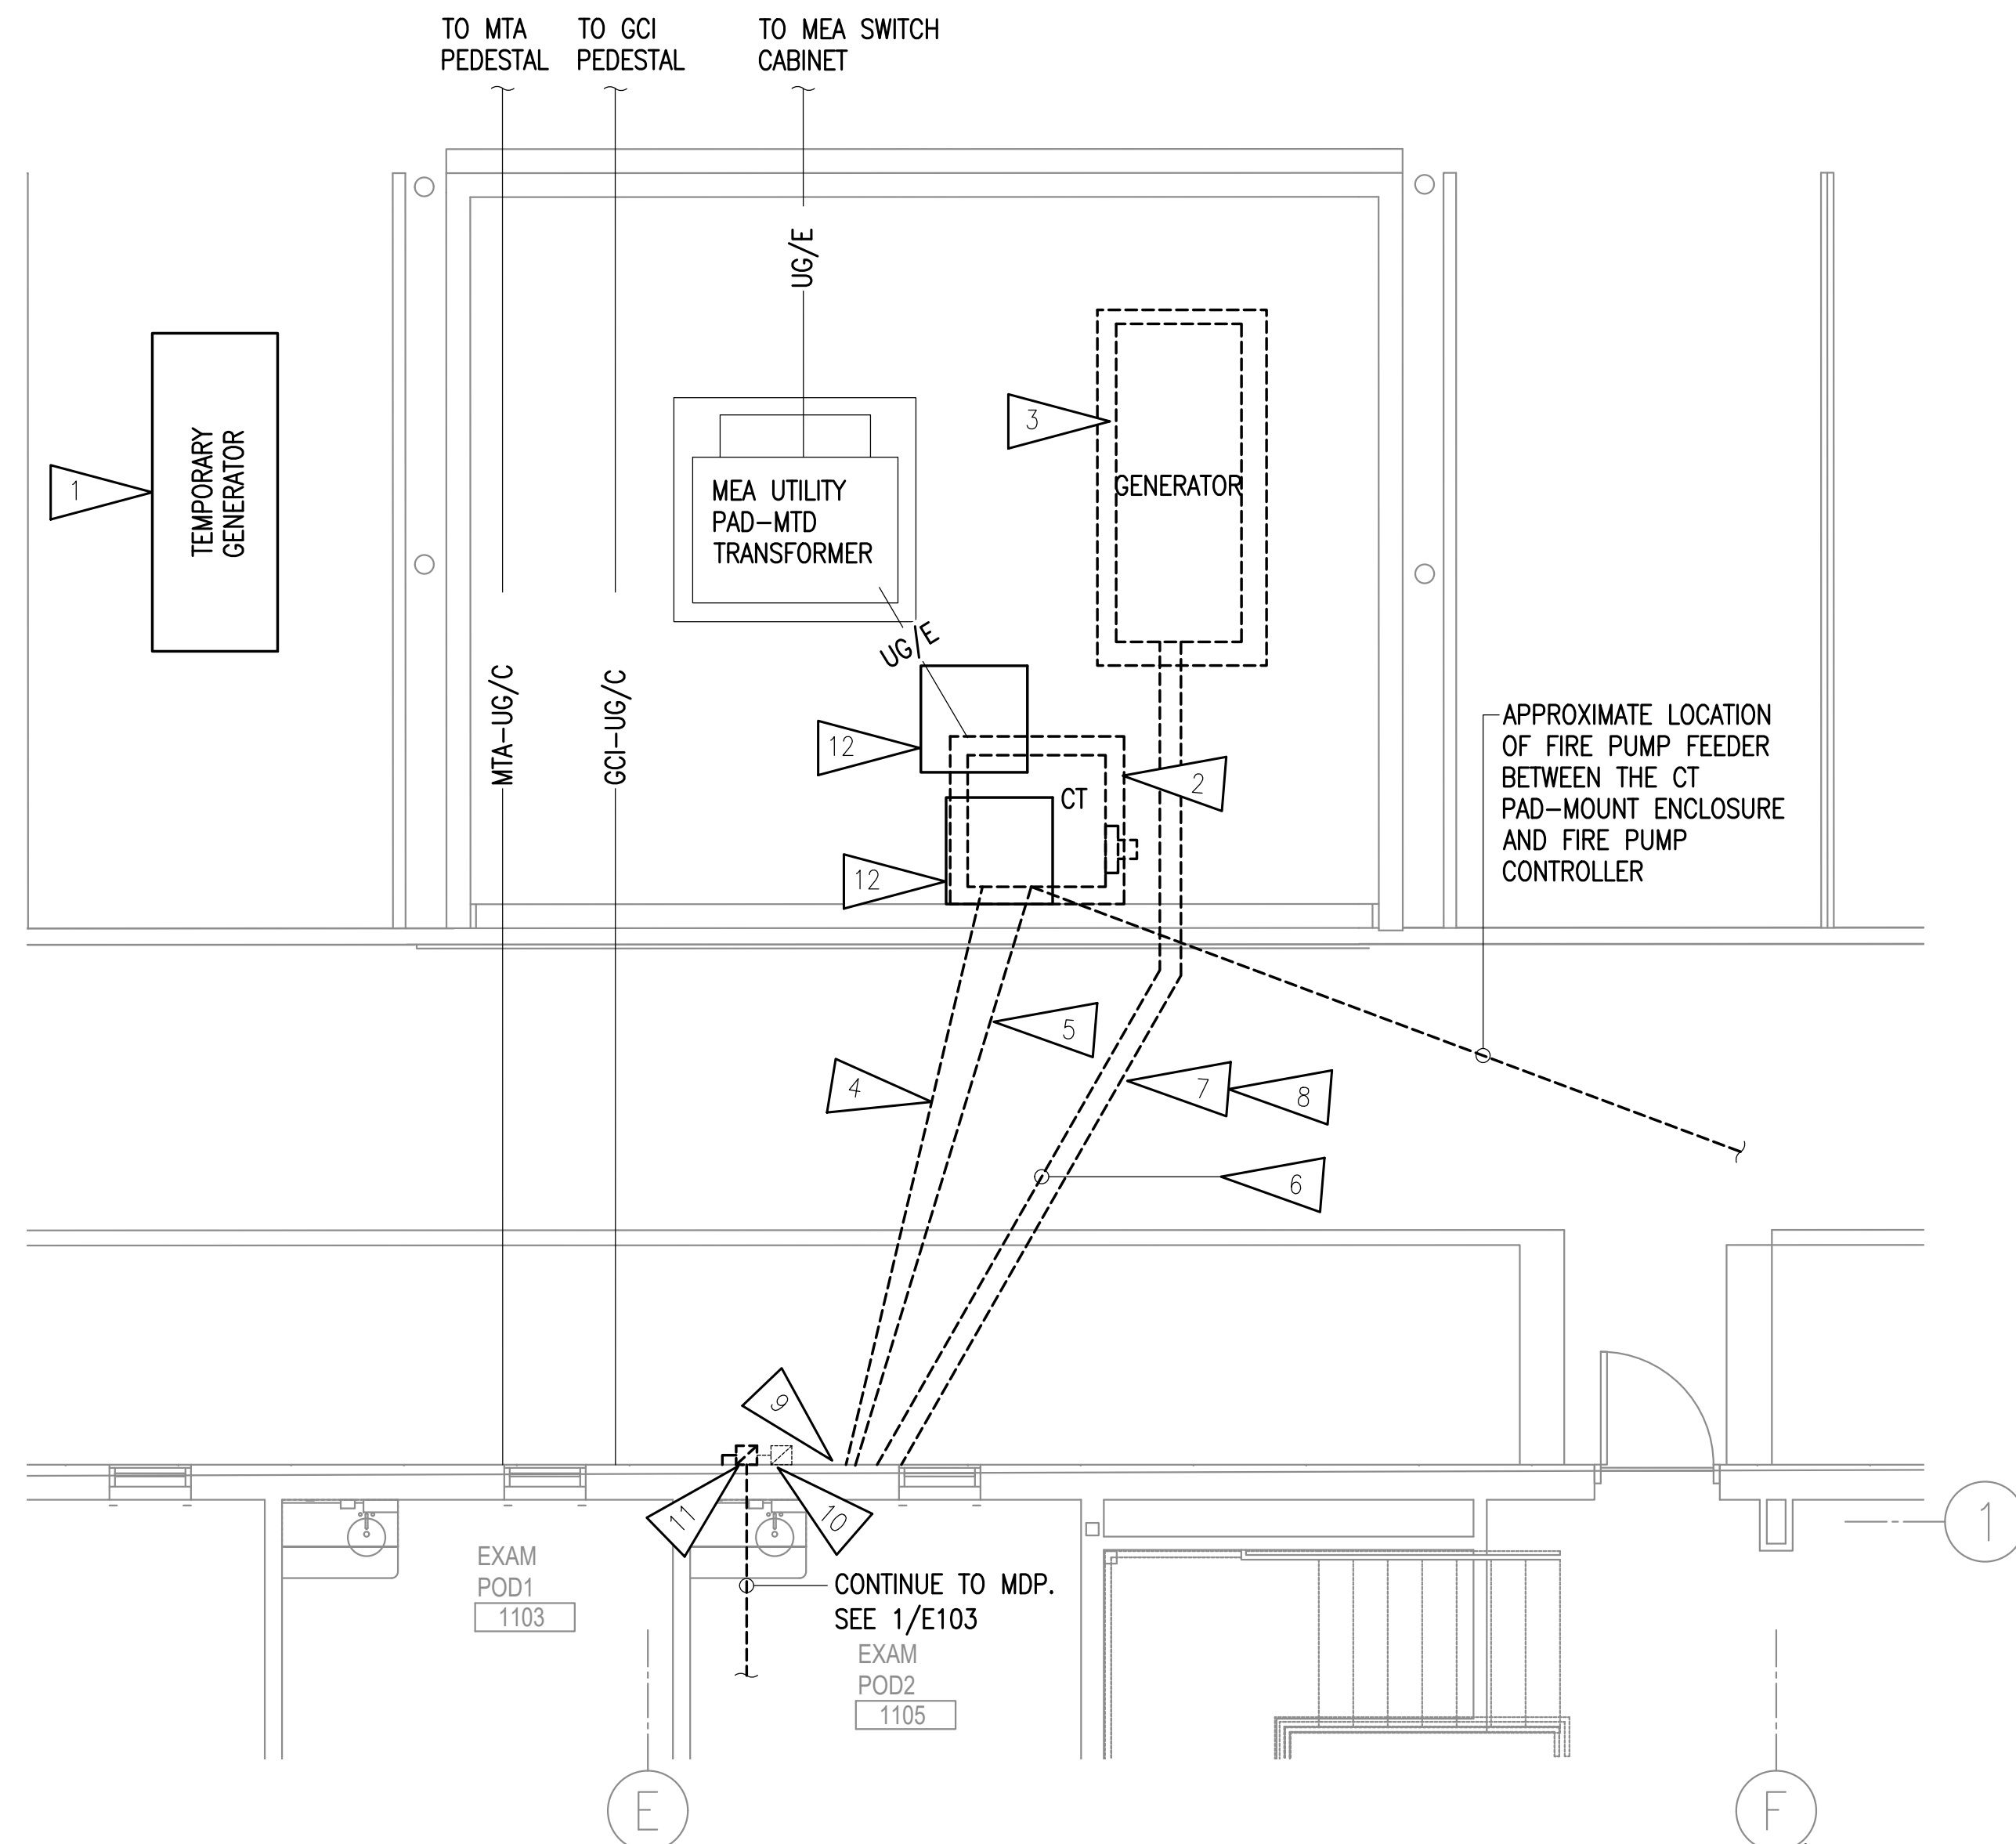 TO MTA
PEDESTAL
TO GCI
PEDESTAL
TO MEA SWITCH
CABINET
UG/E
1
TEMPORARY
GENERATOR
MEA UTILITY
PAD-MTD
TRANSFORMER
3
GENERATOR
UG/E
MTA-UG/C
GCI-UG/C
12
2
CT
12
APPROXIMATE LOCATION
OF FIRE PUMP FEEDER
BETWEEN THE CT
PAD-MOUNT ENCLOSURE
AND FIRE PUMP
CONTROLLER
5
4
7
8
6
9
11
10
1
EXAM
POD1
1103
CONTINUE TO MDP.
SEE 1/E103
EXAM
POD2
1105
E
F